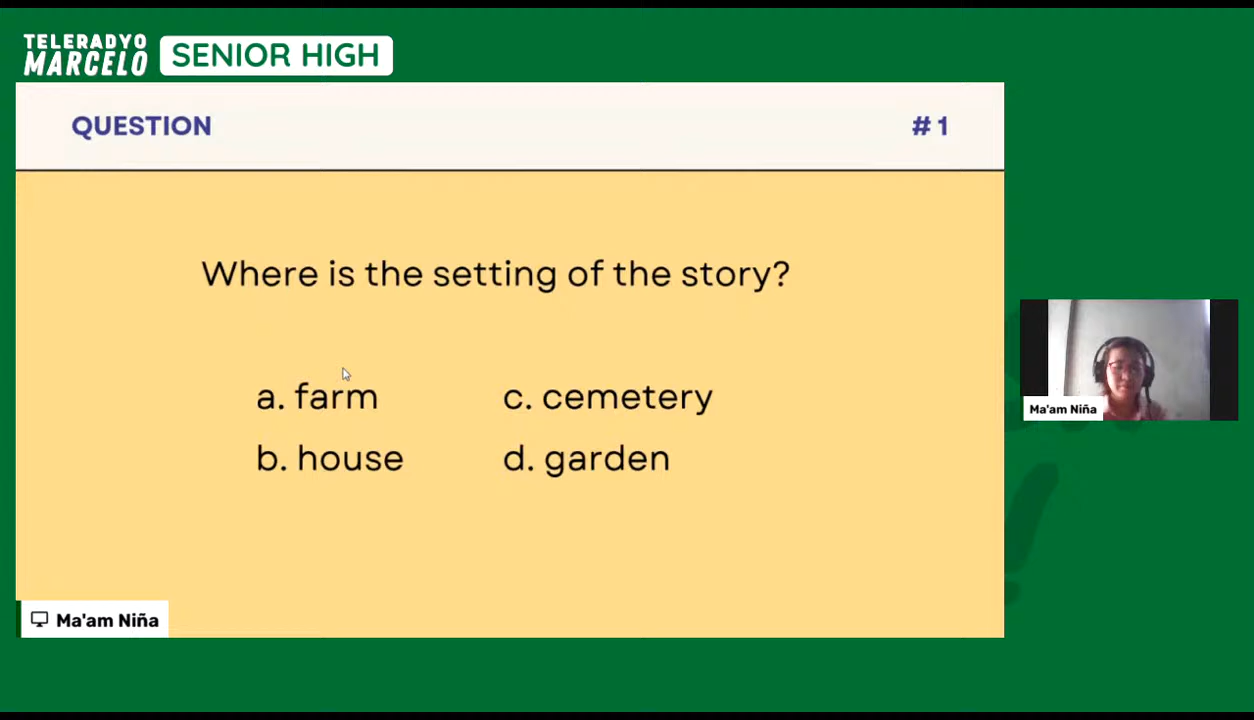 TELERADYO
MARCELO
SENIOR HIGH
QUESTION
# 1
Where is the setting of the story?
a. farm
c. cemetery
b. house
d. garden
Ma'am Niña
Ma'am Niña